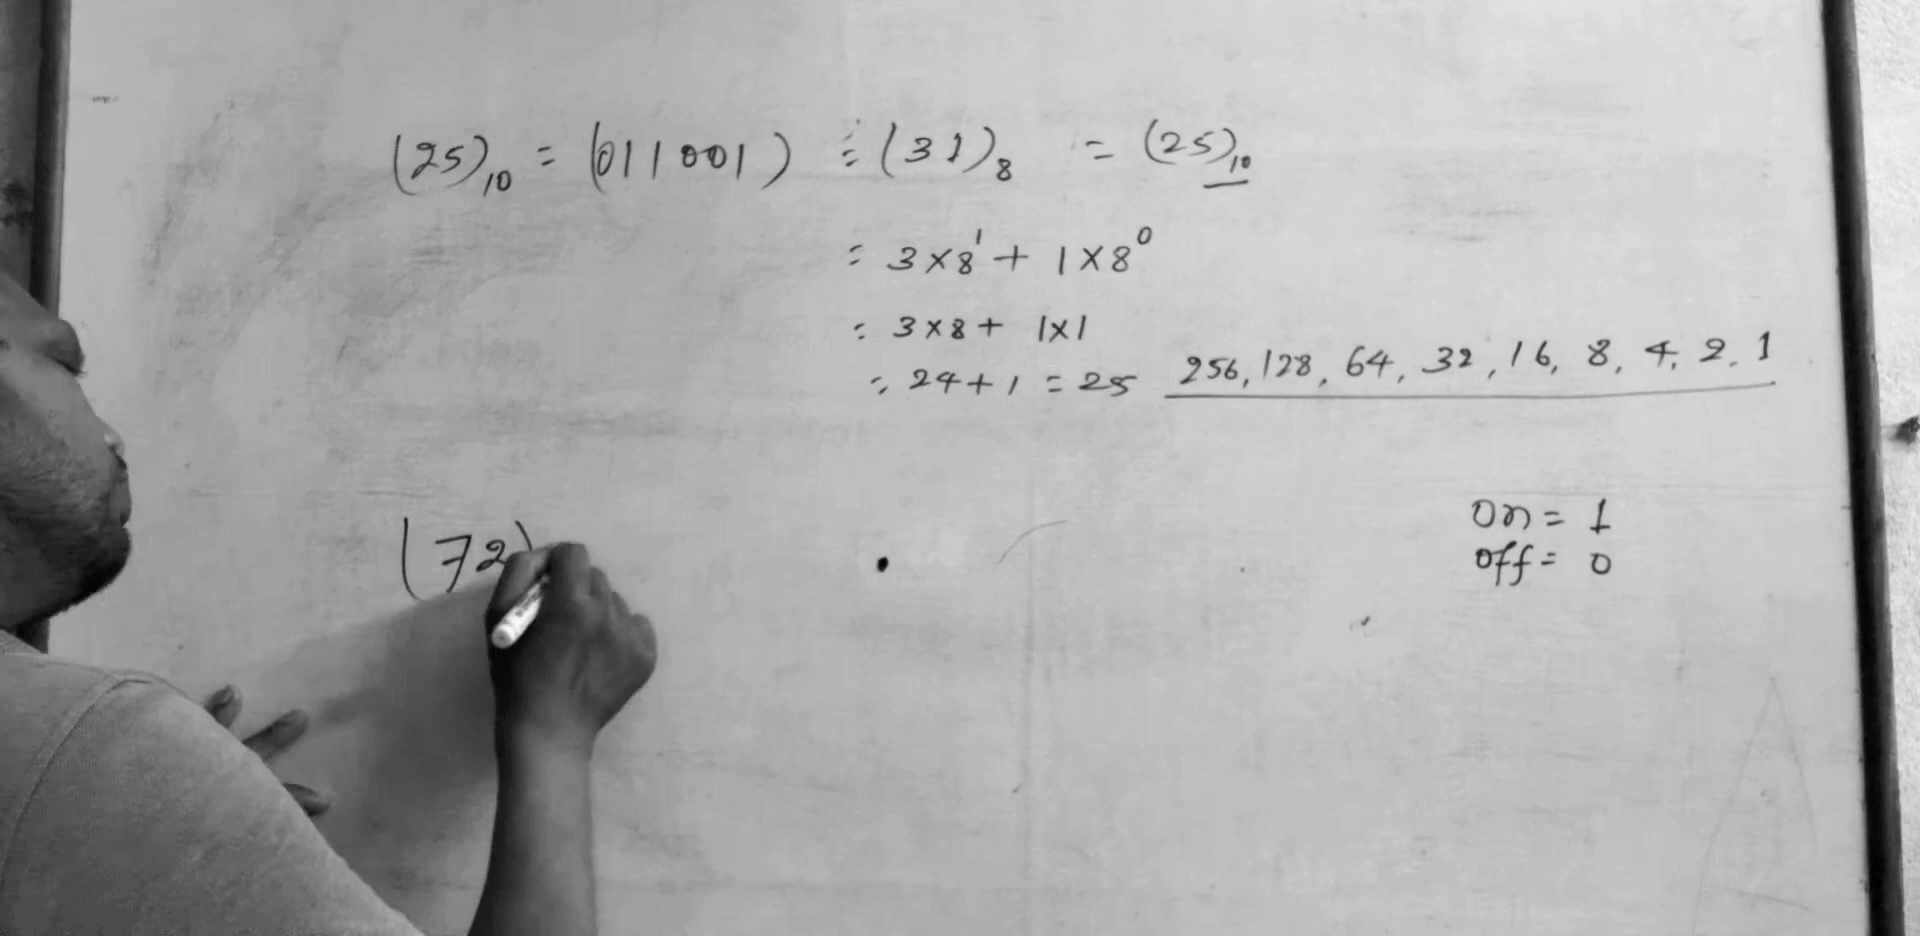 (25)₁₀ = (011001) = (31)₈ = (25)₁₀
= 3×8¹ + 1×8⁰
= 3×8 + 1×1
= 24 + 1 = 25
256, 128, 64, 32, 16, 8, 4, 2, 1
(72)
on = 1
off = 0